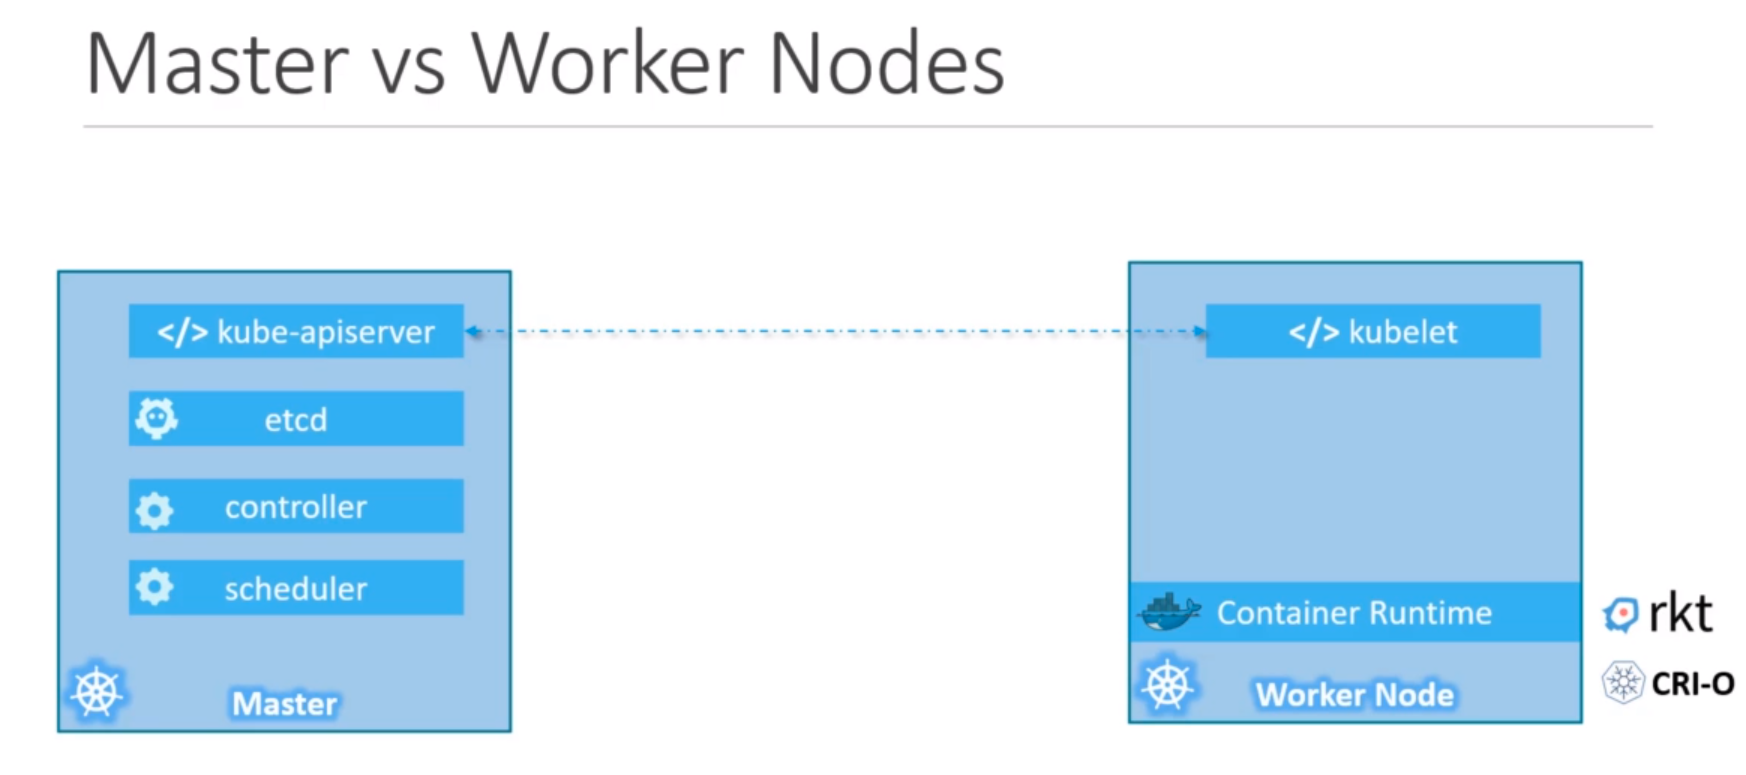 Master vs Worker Nodes
</> kube-apiserver
etcd
controller
scheduler
Master
</> kubelet
Container Runtime
Worker Node
rkt
CRI-O